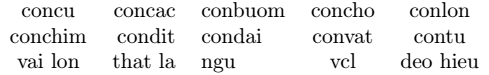 concu concac conbuom concho conlon
conchim condit condai convat contu
vai lon that la ngu vcl deo hieu